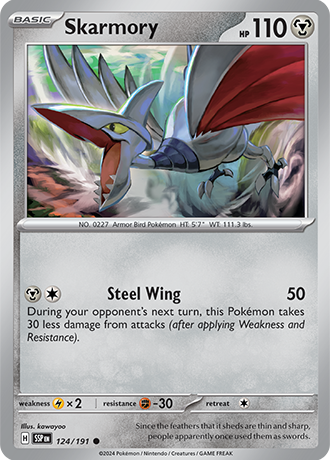 BASIC
Skarmory
HP 110
NO. 0227 Armor Bird Pokémon HT: 5'7" WT: 111.3 lbs.
Steel Wing 50
During your opponent's next turn, this Pokémon takes
30 less damage from attacks (after applying Weakness and
Resistance).
weakness ×2 resistance -30 retreat
Illus. kawayoo
H SSP EN 124/191
Since the feathers that it sheds are thin and sharp,
people apparently once used them as swords.
©2024 Pokémon / Nintendo / Creatures / GAME FREAK